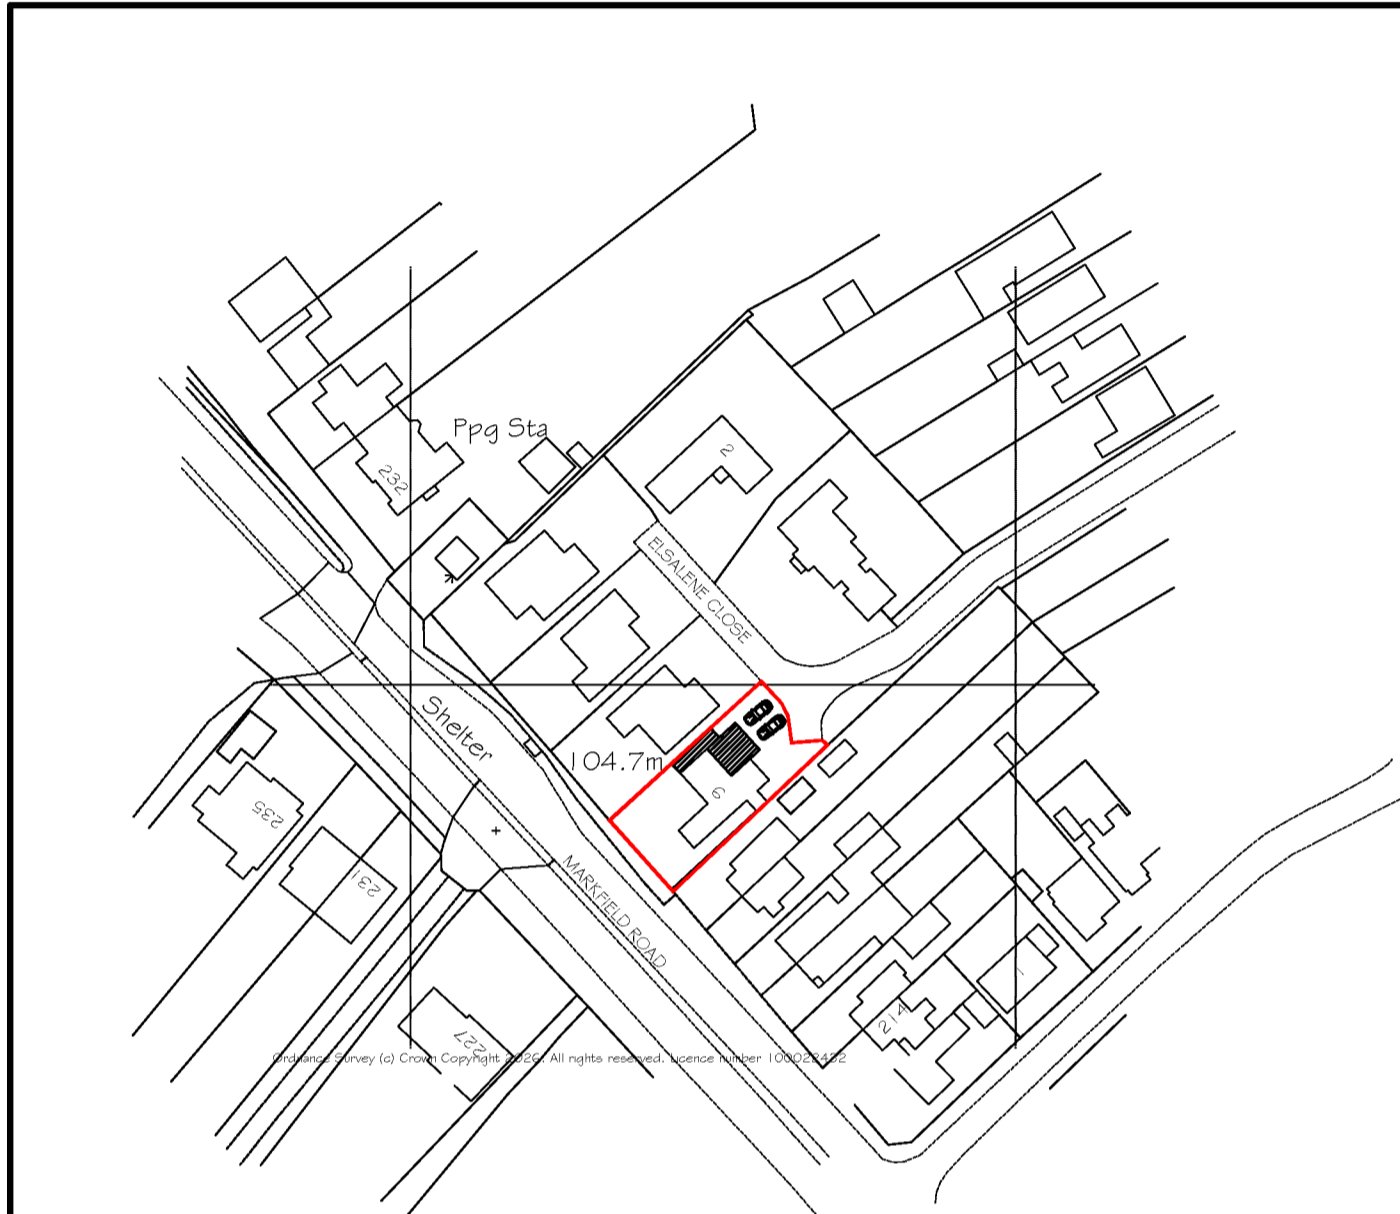 Ppg Sta
232
2
ELSALENE CLOSE
Shelter
104.7m
9
235
231
MARKFIELD ROAD
1
214
227
Ordnance Survey (c) Crown Copyright 2026. All rights reserved. Licence number 100022432